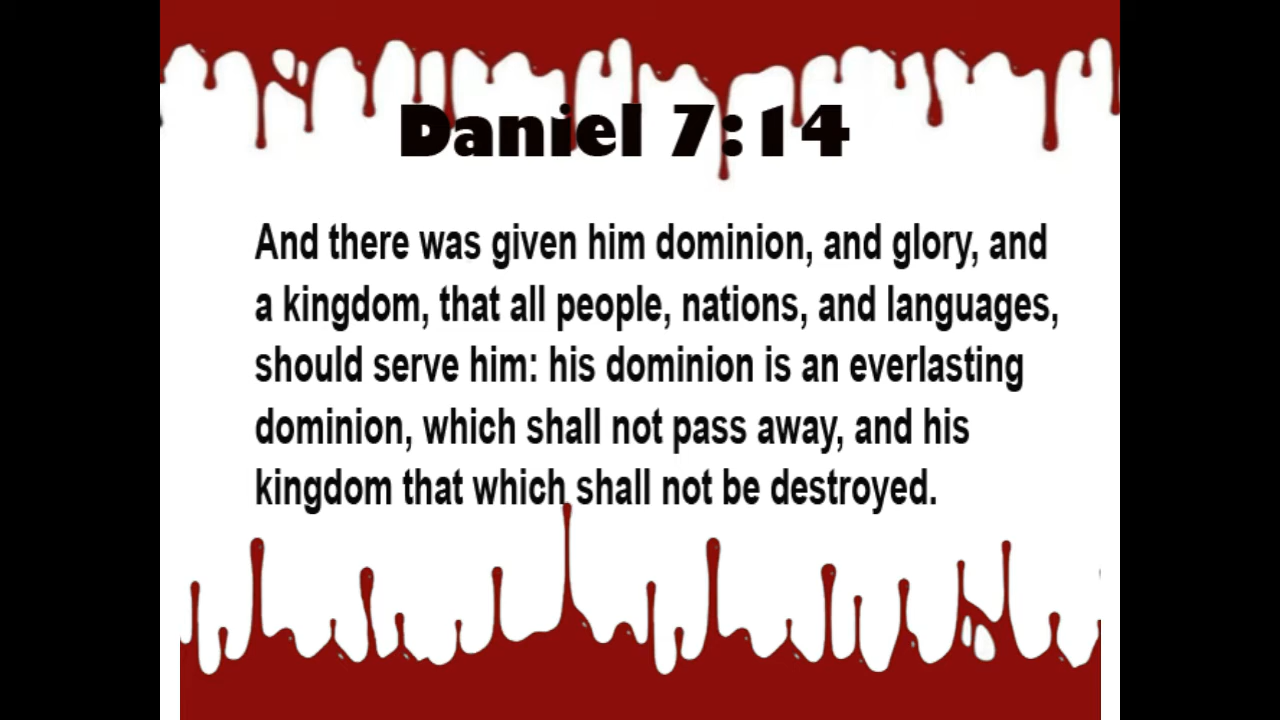 Daniel 7:14
And there was given him dominion, and glory, and
a kingdom, that all people, nations, and languages,
should serve him: his dominion is an everlasting
dominion, which shall not pass away, and his
kingdom that which shall not be destroyed.